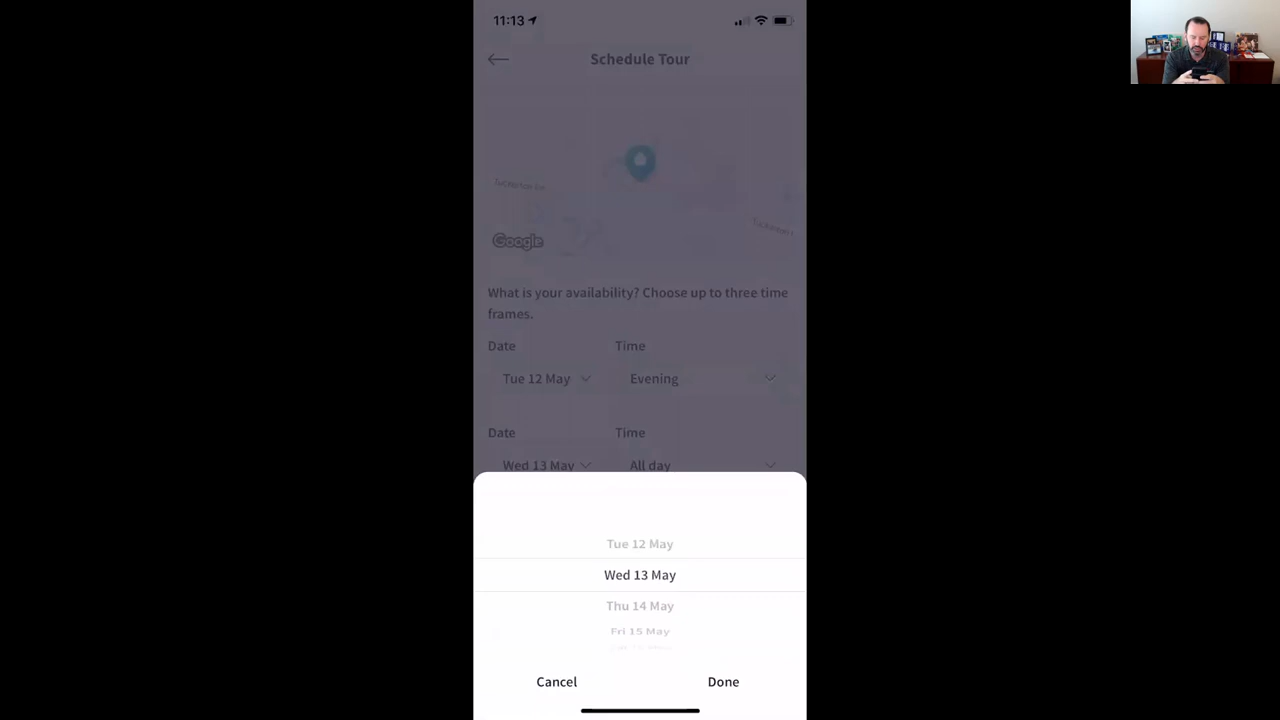 11:13
Schedule Tour
Tuckerton
Google
What is your availability? Choose up to three time
frames.
Date Time
Tue 12 May Evening
Date Time
Wed 13 May All day
Tue 12 May
Wed 13 May
Thu 14 May
Fri 15 May
Cancel Done